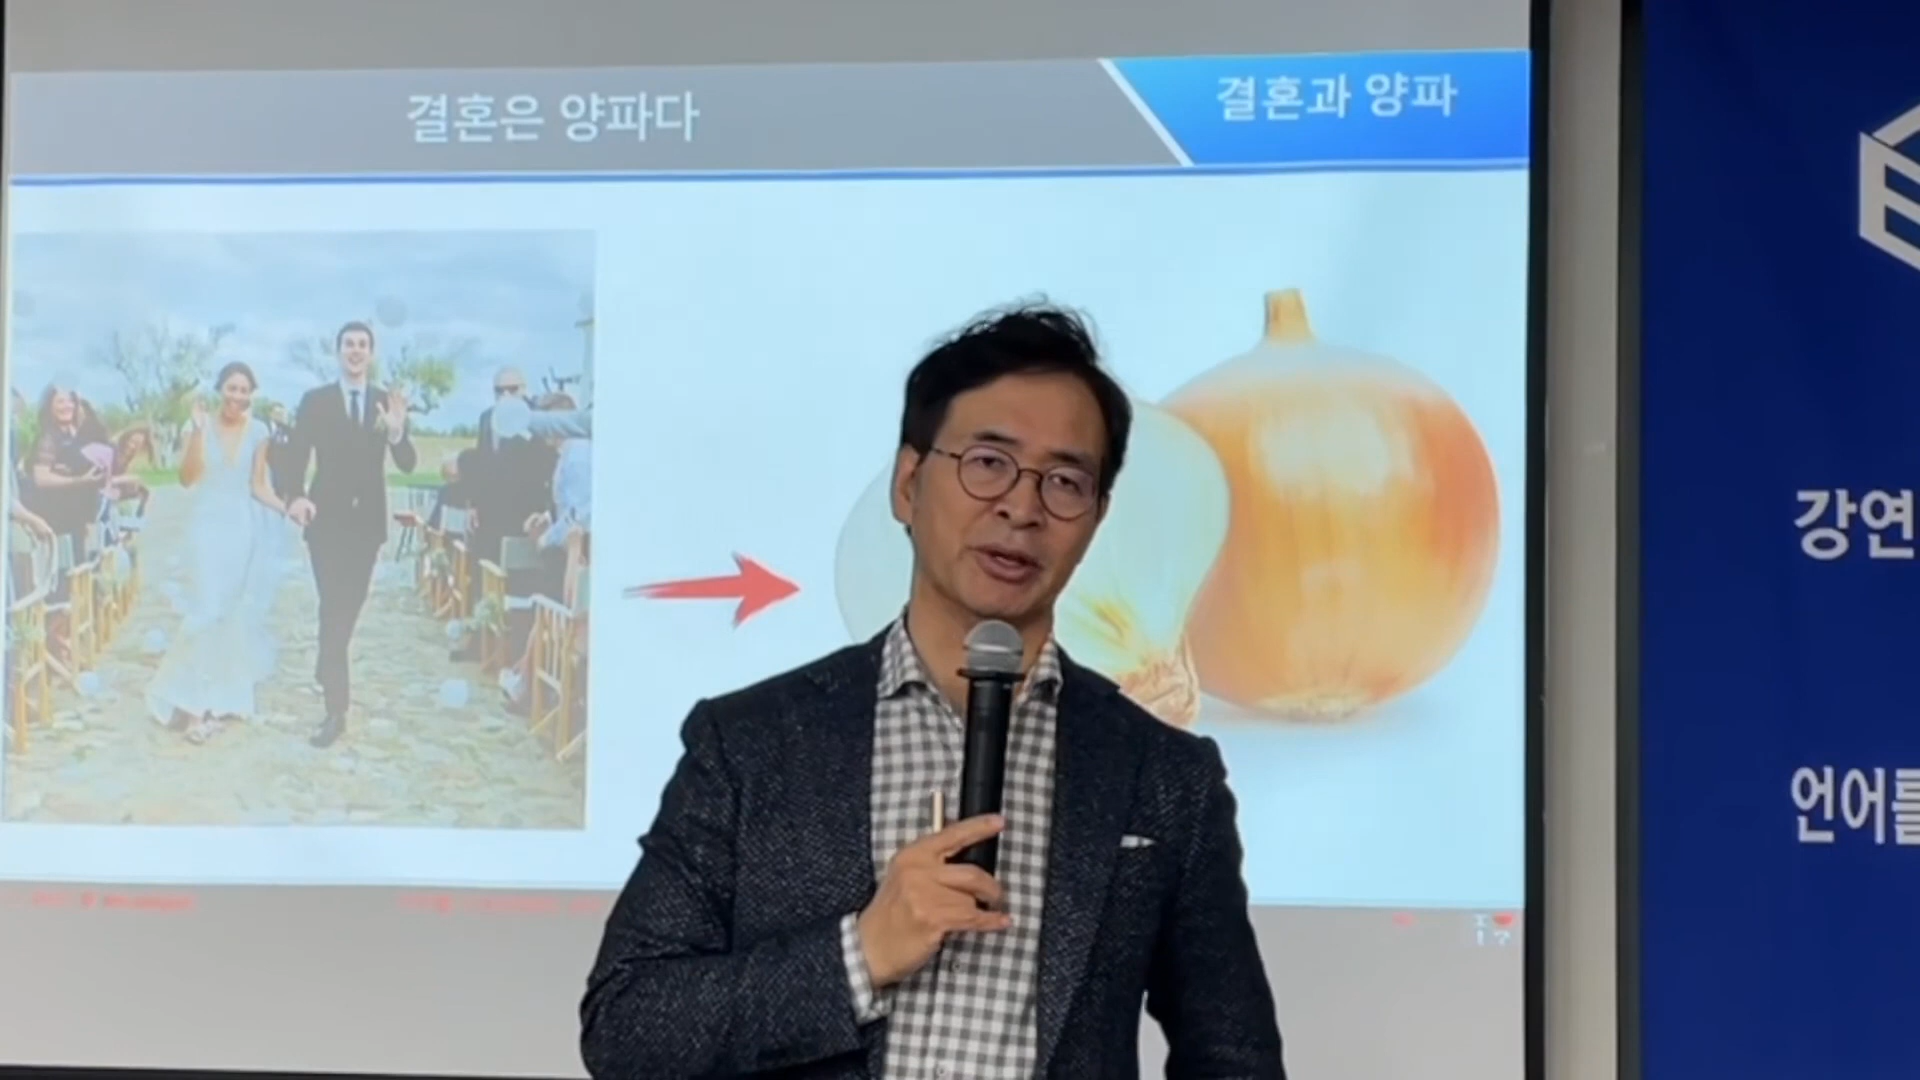 결혼은 양파다
결혼과 양파
강연
언어를